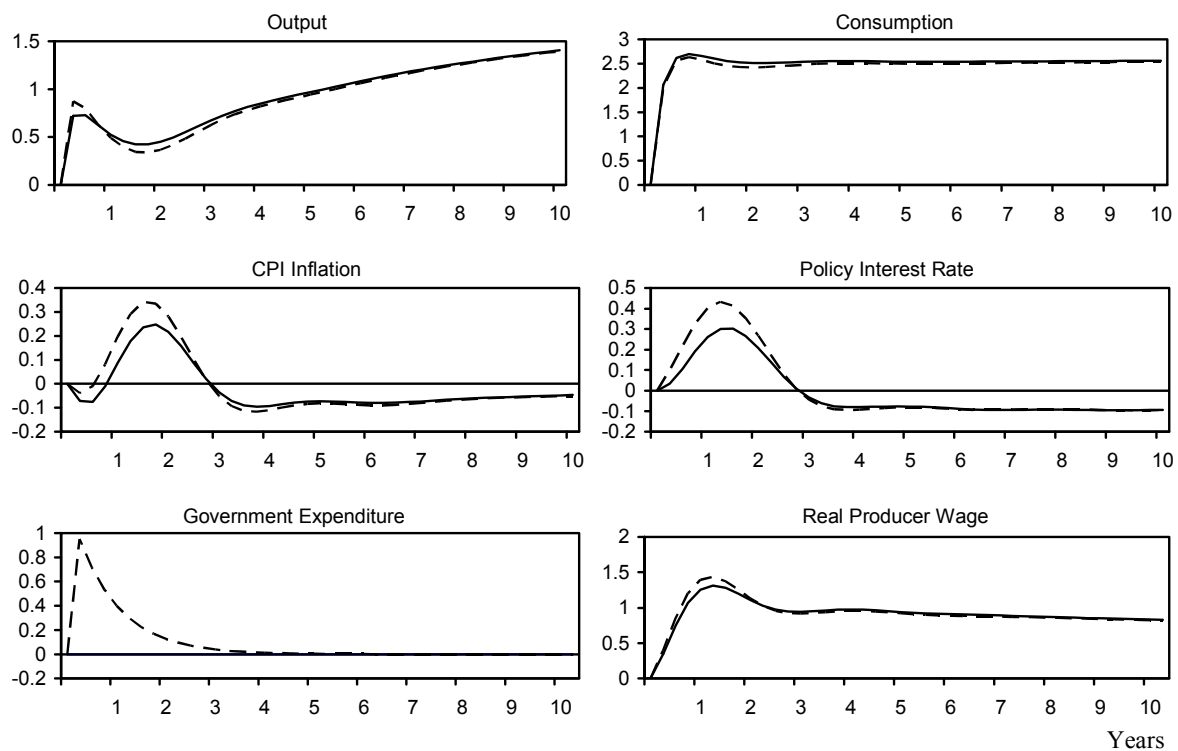 Output
1.5
1
0.5
0
1 2 3 4 5 6 7 8 9 10
Consumption
3
2.5
2
1.5
1
0.5
0
1 2 3 4 5 6 7 8 9 10
CPI Inflation
0.4
0.3
0.2
0.1
0
-0.1
-0.2
1 2 3 4 5 6 7 8 9 10
Policy Interest Rate
0.5
0.4
0.3
0.2
0.1
0
-0.1
-0.2
1 2 3 4 5 6 7 8 9 10
Government Expenditure
1
0.8
0.6
0.4
0.2
0
-0.2
1 2 3 4 5 6 7 8 9 10
Real Producer Wage
2
1.5
1
0.5
0
1 2 3 4 5 6 7 8 9 10
Years